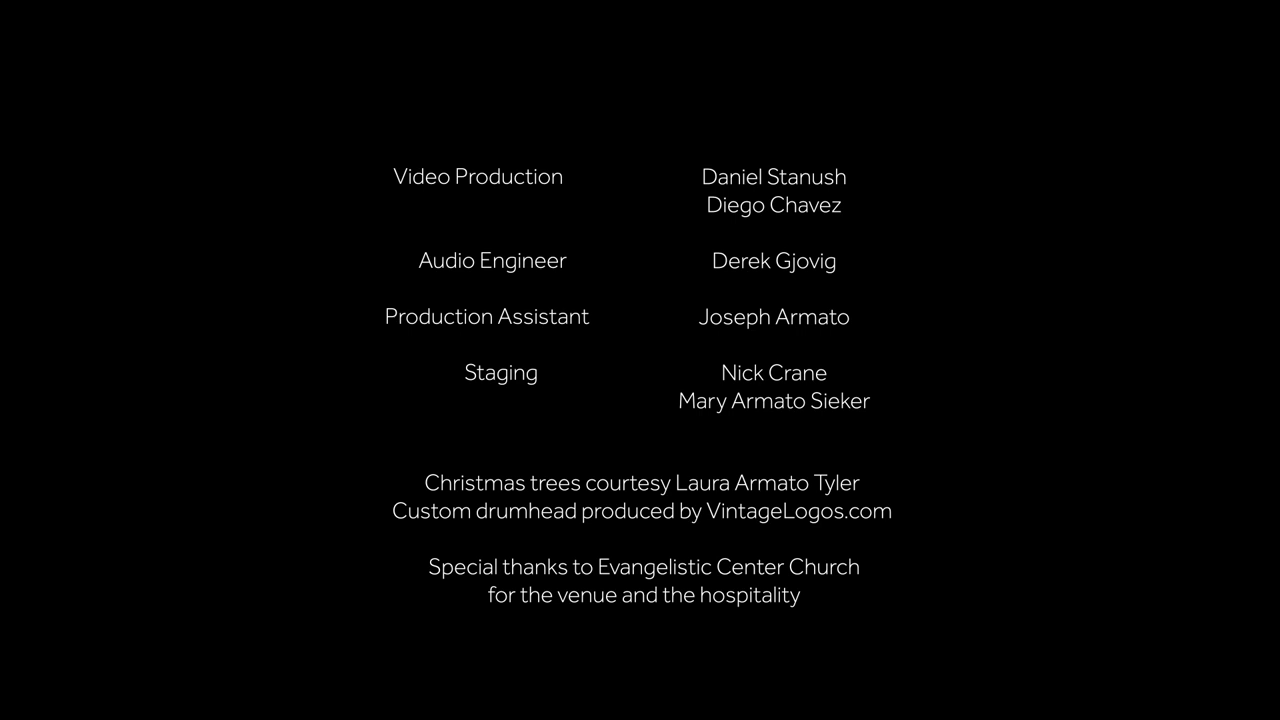 Video Production Daniel Stanush
Diego Chavez
Audio Engineer Derek Gjovig
Production Assistant Joseph Armato
Staging Nick Crane
Mary Armato Sieker
Christmas trees courtesy Laura Armato Tyler
Custom drumhead produced by VintageLogos.com
Special thanks to Evangelistic Center Church
for the venue and the hospitality